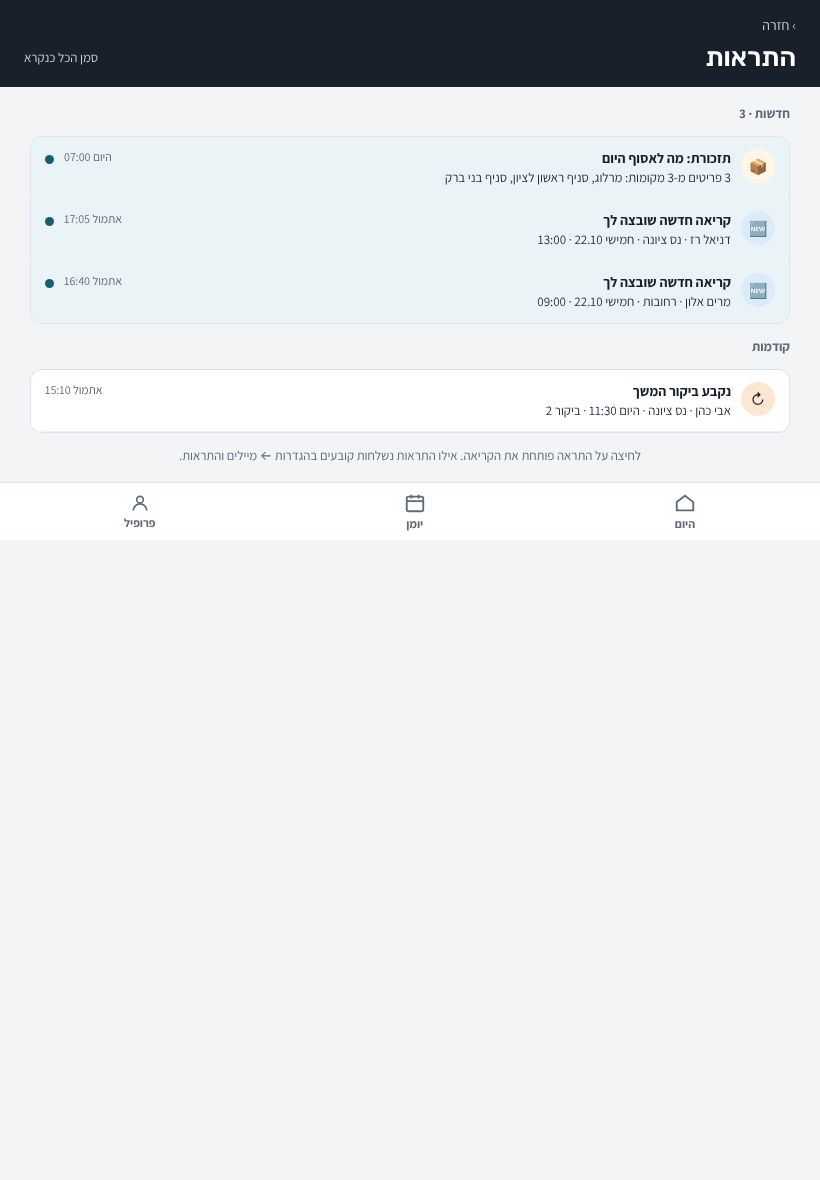 › חזרה
התראות
סמן הכל כנקרא
חדשות · 3
תזכורת: מה לאסוף היום
היום 07:00
3 פריטים מ-3 מקומות: מרלוג, סניף ראשון לציון, סניף בני ברק
קריאה חדשה שובצה לך
אתמול 17:05
דניאל רז · נס ציונה · חמישי 22.10 · 13:00
קריאה חדשה שובצה לך
אתמול 16:40
מרים אלון · רחובות · חמישי 22.10 · 09:00
קודמות
נקבע ביקור המשך
אתמול 15:10
אבי כהן · נס ציונה · היום 11:30 · ביקור 2
לחיצה על התראה פותחת את הקריאה. אילו התראות נשלחות קובעים בהגדרות ← מיילים והתראות.
היום
יומן
פרופיל